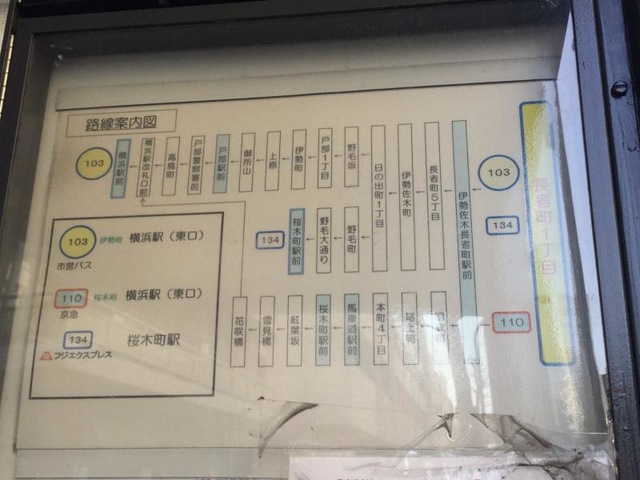 路線案内図
103
横浜駅前
横浜駅改札口前
高島町
戸部警察署前
戸部駅前
御所山
上原
伊勢町
戸部1丁目
野毛坂
日の出町1丁目
伊勢佐木町
長者町5丁目
伊勢佐木長者町駅前
103
長者町1丁目
134
桜木町駅前
野毛大通り
野毛町
134
花咲橋
雪見橋
紅葉坂
桜木町駅前
馬車道駅前
本町4丁目
尾上町
110
103
伊勢町
横浜駅（東口）
市営バス
110
桜木町
横浜駅（東口）
京急
134
桜木町駅
フジエクスプレス